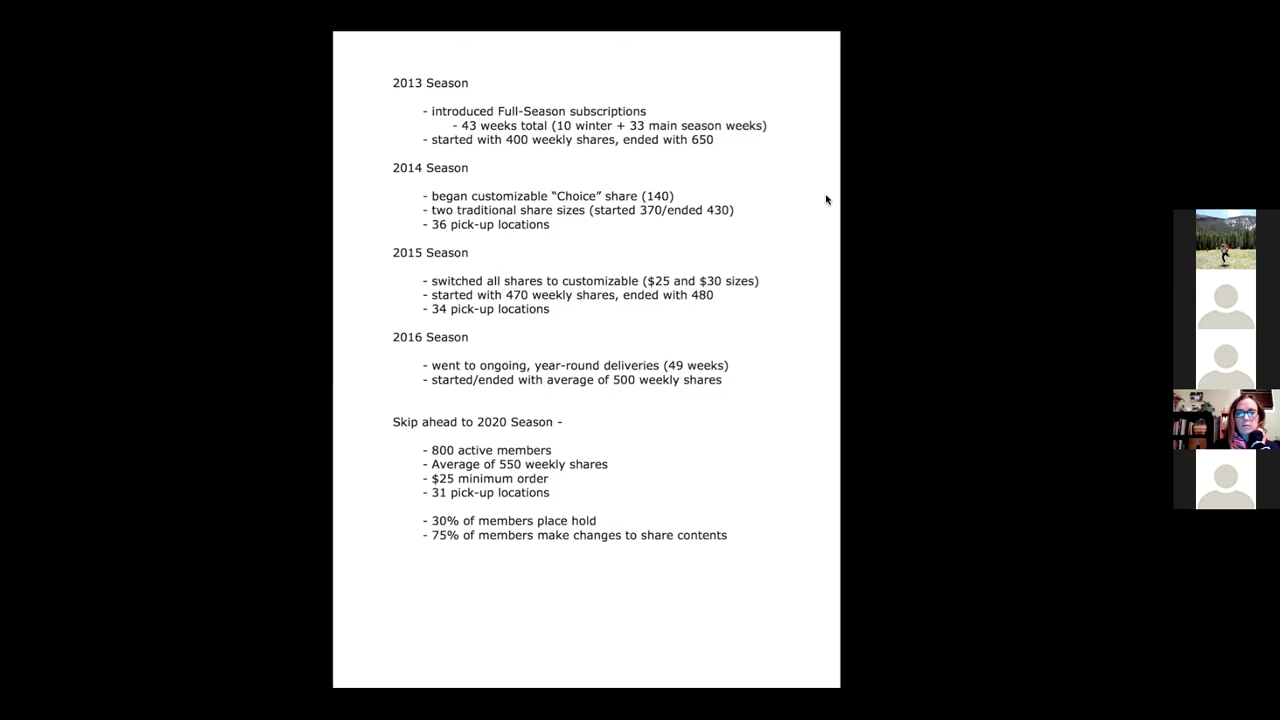 2013 Season
- introduced Full-Season subscriptions
- 43 weeks total (10 winter + 33 main season weeks)
- started with 400 weekly shares, ended with 650
2014 Season
- began customizable “Choice” share (140)
- two traditional share sizes (started 370/ended 430)
- 36 pick-up locations
2015 Season
- switched all shares to customizable ($25 and $30 sizes)
- started with 470 weekly shares, ended with 480
- 34 pick-up locations
2016 Season
- went to ongoing, year-round deliveries (49 weeks)
- started/ended with average of 500 weekly shares
Skip ahead to 2020 Season -
- 800 active members
- Average of 550 weekly shares
- $25 minimum order
- 31 pick-up locations
- 30% of members place hold
- 75% of members make changes to share contents